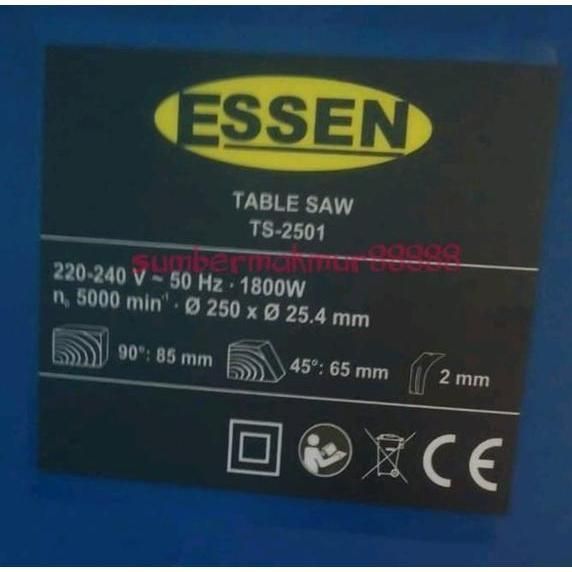 ESSEN
TABLE SAW
TS-2501
sumbermakmur88888
220-240 V ~ 50 Hz · 1800W
n₀ 5000 min⁻¹ · Ø 250 x Ø 25.4 mm
90°: 85 mm 45°: 65 mm 2 mm
CE